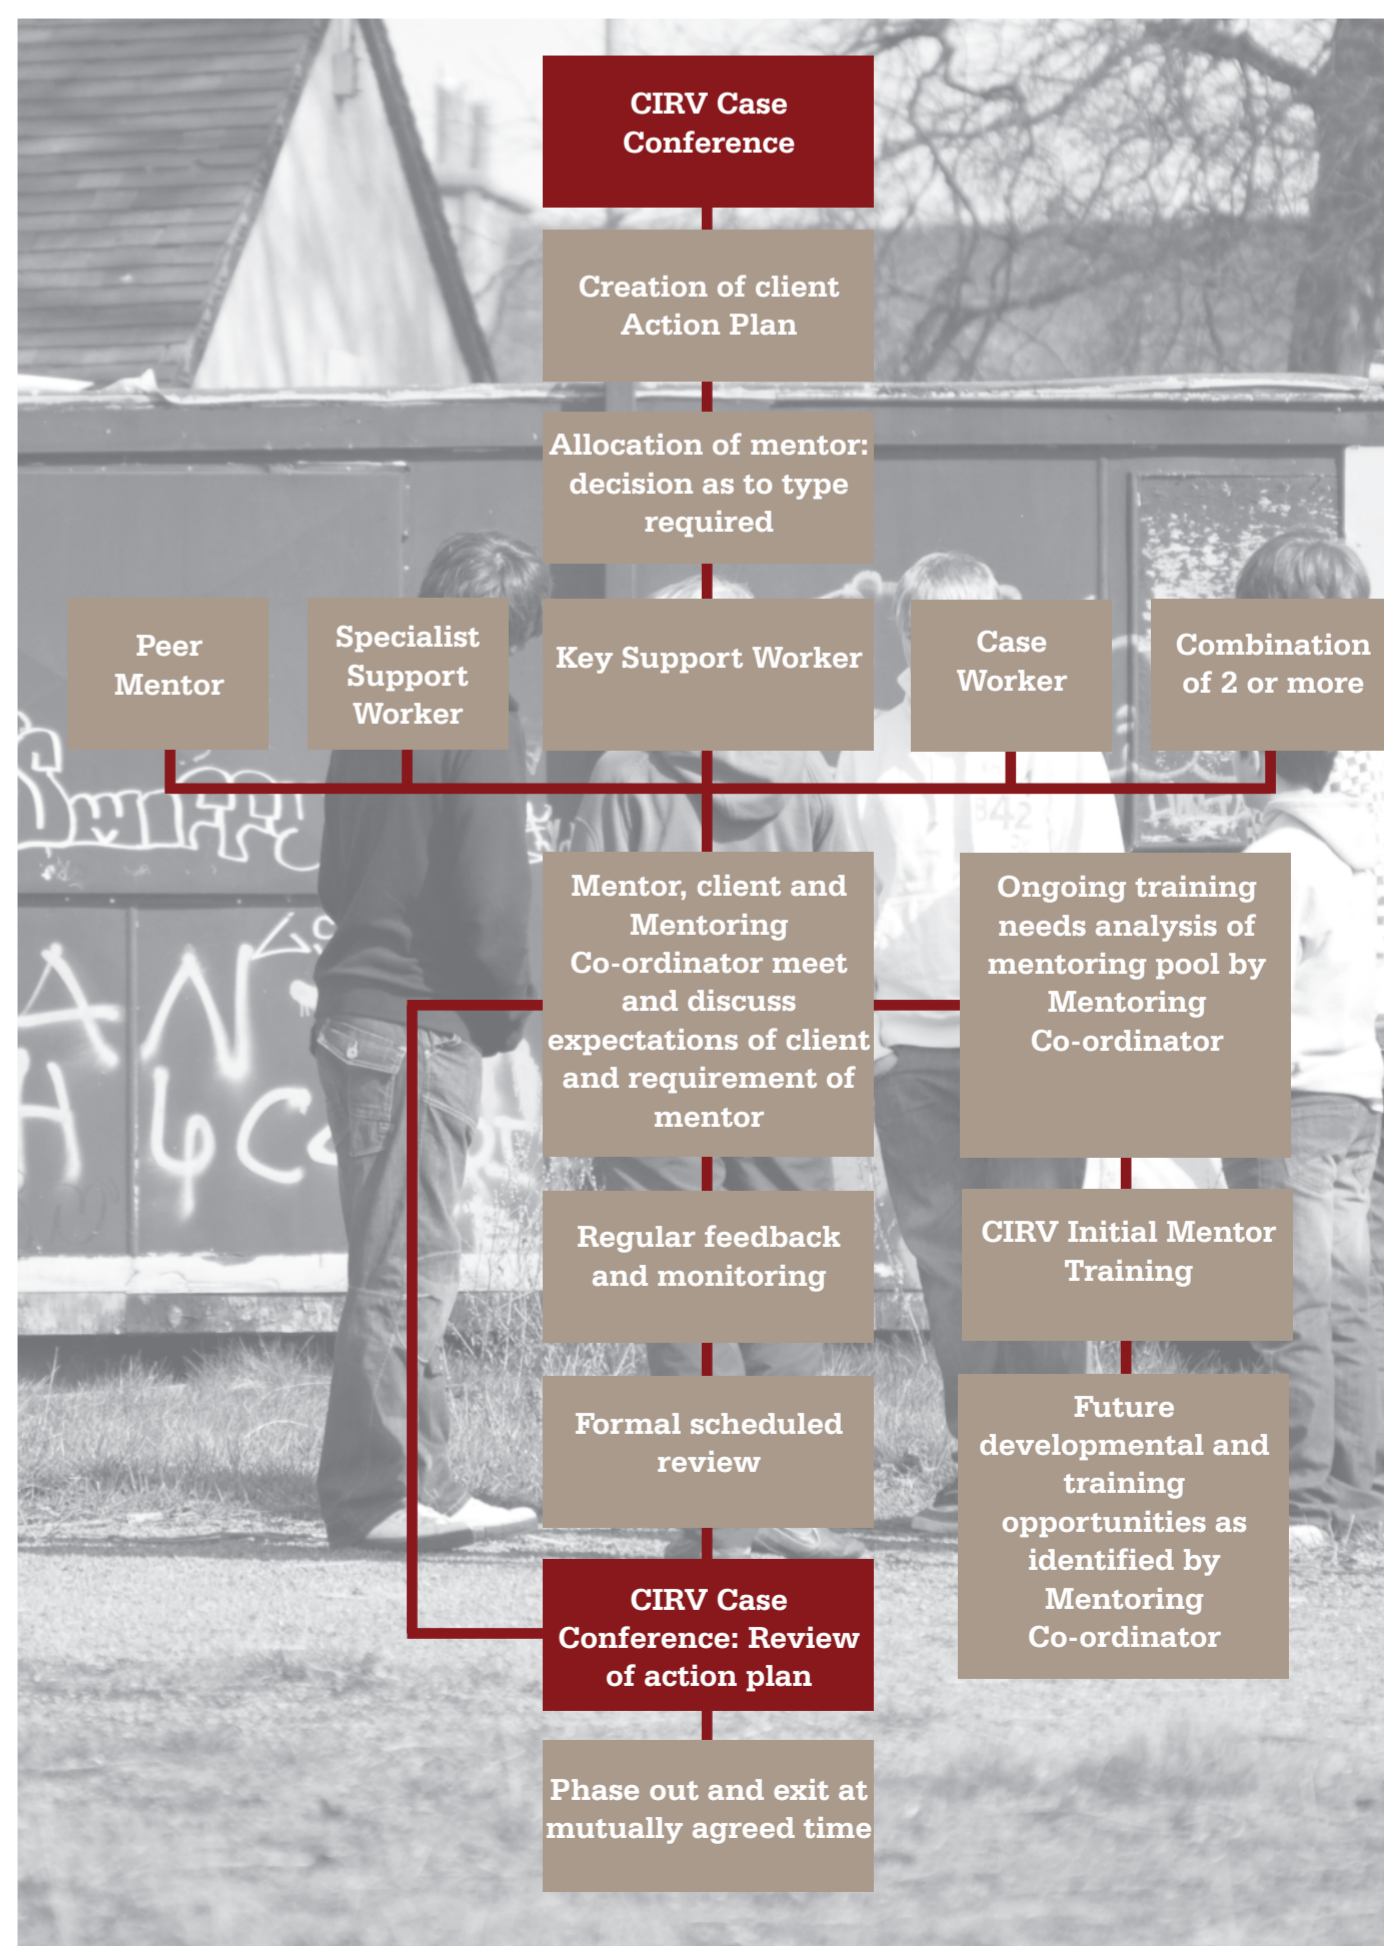 CIRV Case
Conference
Creation of client
Action Plan
Allocation of mentor:
decision as to type
required
Peer
Mentor
Specialist
Support
Worker
Key Support Worker
Case
Worker
Combination
of 2 or more
B42
Mentor, client and
Mentoring
Co-ordinator meet
and discuss
expectations of client
and requirement of
mentor
Ongoing training
needs analysis of
mentoring pool by
Mentoring
Co-ordinator
Regular feedback
and monitoring
CIRV Initial Mentor
Training
Formal scheduled
review
Future
developmental and
training
opportunities as
identified by
Mentoring
Co-ordinator
CIRV Case
Conference: Review
of action plan
Phase out and exit at
mutually agreed time